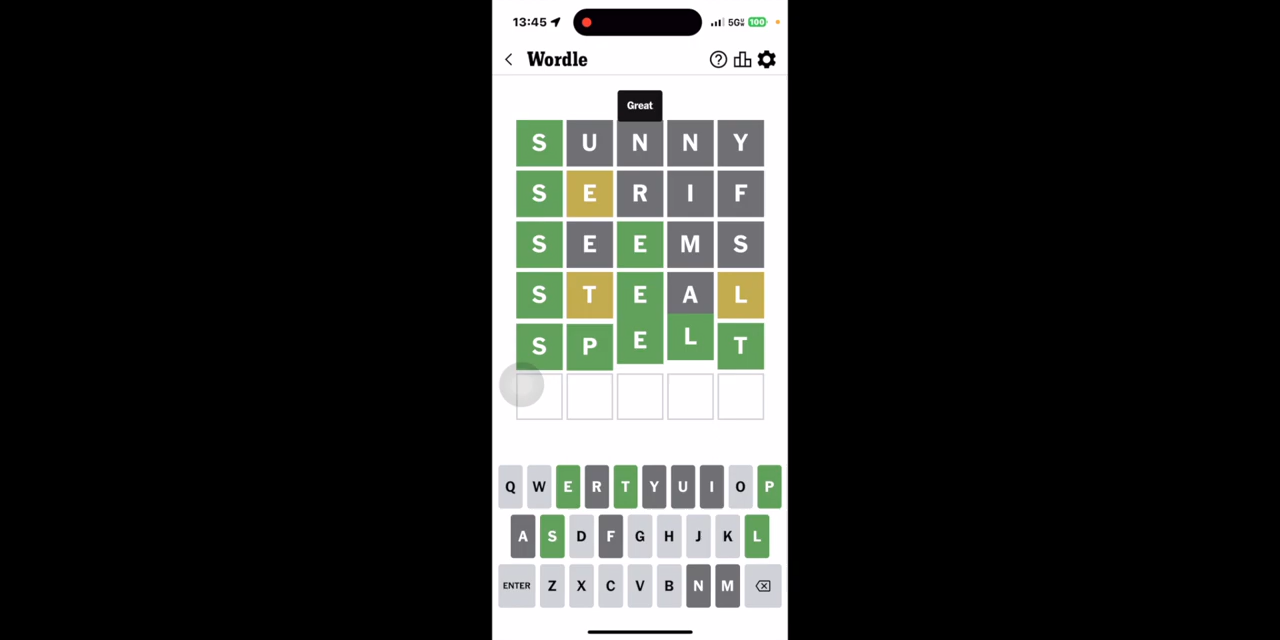 13:45 5G 100
Wordle
Great
S U N N Y
S E R I F
S E E M S
S T E A L
S P E L T
Q W E R T Y U I O P
A S D F G H J K L
ENTER Z X C V B N M